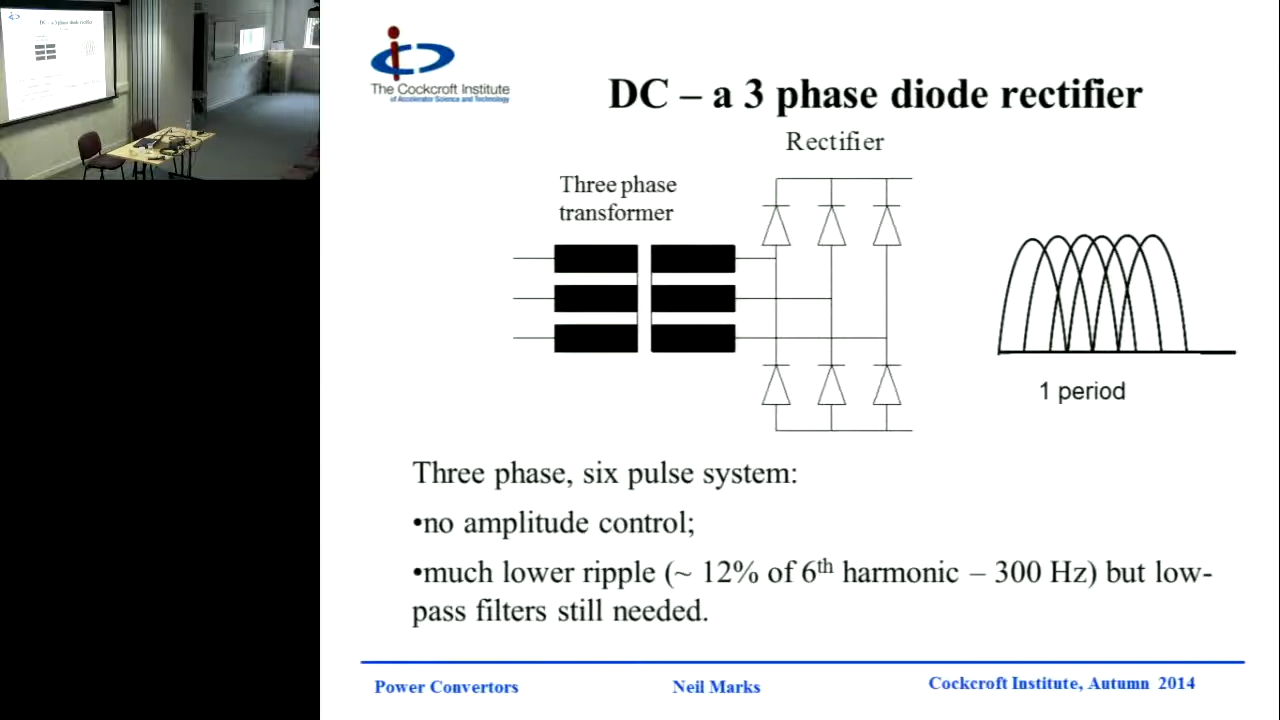 The Cockcroft Institute
of Accelerator Science and Technology
DC – a 3 phase diode rectifier
Rectifier
Three phase
transformer
1 period
Three phase, six pulse system:
•no amplitude control;
•much lower ripple (~ 12% of 6th harmonic – 300 Hz) but low-
pass filters still needed.
Power Convertors
Neil Marks
Cockcroft Institute, Autumn 2014